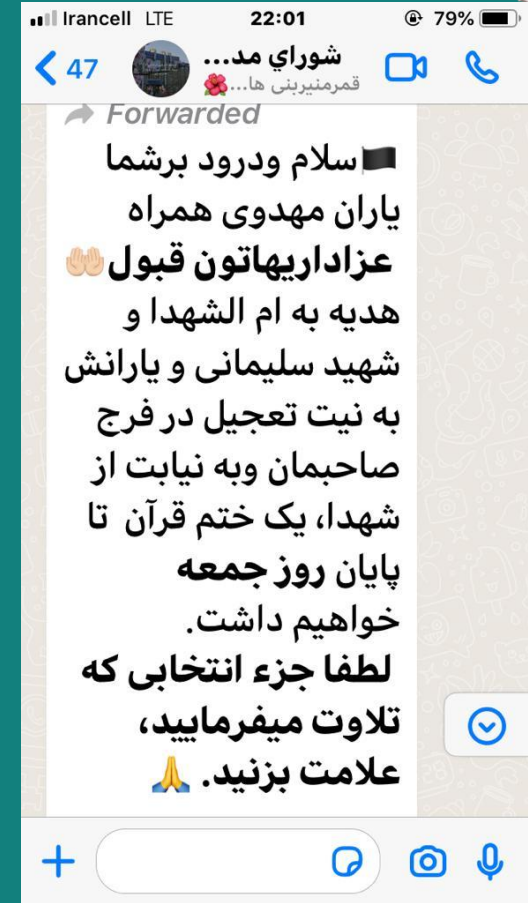 Irancell LTE 22:01 79%
47 شوراي مد...
قمرمنیربنی ها...🌺
Forwarded
🏴سلام ودرود برشما
یاران مهدوی همراه
عزاداریهاتون قبول🤲🏻
هدیه به ام الشهدا و
شهید سلیمانی و یارانش
به نیت تعجیل در فرج
صاحبمان وبه نیابت از
شهدا، یک ختم قرآن تا
پایان روز جمعه
خواهیم داشت.
لطفا جزء انتخابی که
تلاوت میفرمایید،
علامت بزنید. 🙏